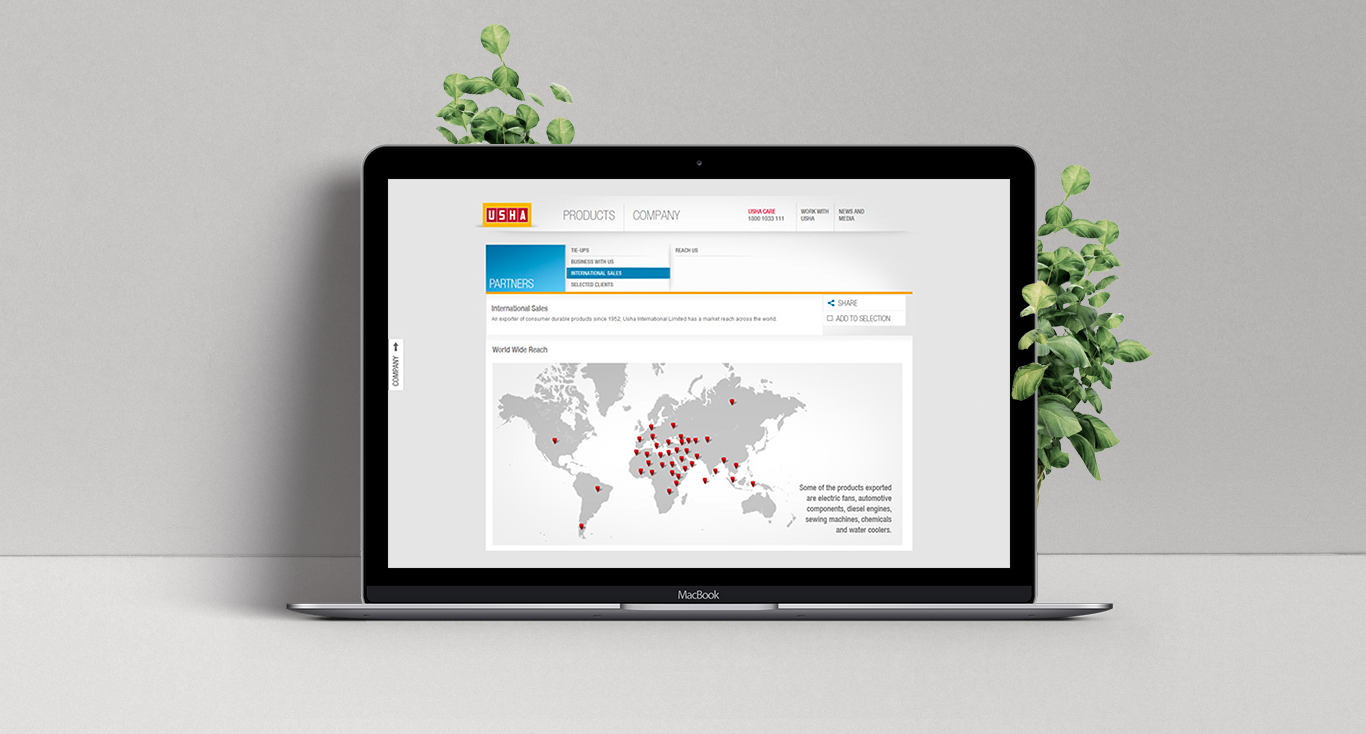 USHA
PRODUCTS
COMPANY
USHA CARE
1800 1033 111
WORK WITH
USHA
NEWS AND
MEDIA
PARTNERS
TIE-UPS
BUSINESS WITH US
INTERNATIONAL SALES
SELECTED CLIENTS
REACH US
International Sales
An exporter of consumer durable products since 1952, Usha International Limited has a market reach across the world.
SHARE
ADD TO SELECTION
COMPANY
World Wide Reach
Some of the products exported
are electric fans, automotive
components, diesel engines,
sewing machines, chemicals
and water coolers.
MacBook